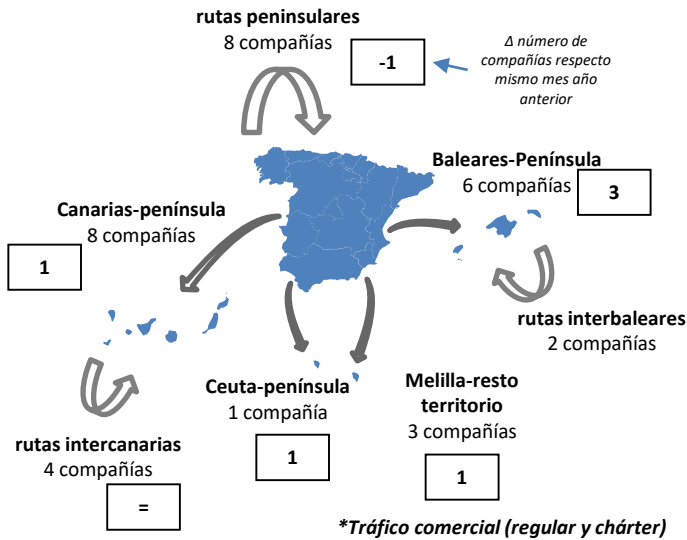 rutas peninsulares
8 compañías
-1
Δ número de
compañías respecto
mismo mes año
anterior
Baleares-Península
6 compañías
3
Canarias-península
8 compañías
1
rutas interbaleares
2 compañías
Ceuta-península
1 compañía
1
Melilla-resto
territorio
3 compañías
1
rutas intercanarias
4 compañías
=
*Tráfico comercial (regular y chárter)